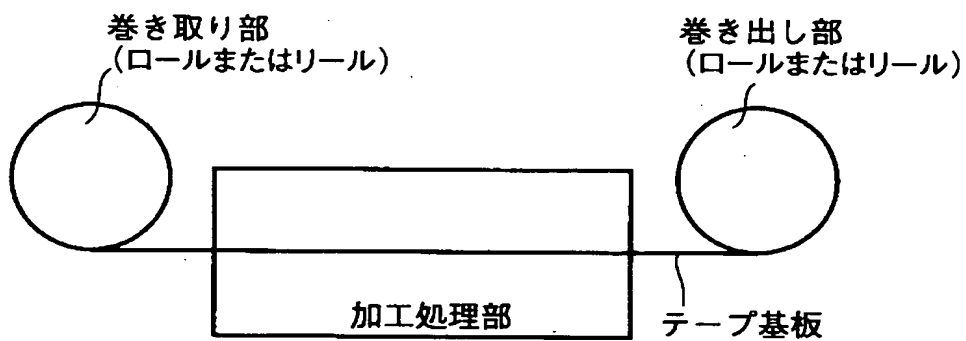 巻き取り部
(ロールまたはリール)
巻き出し部
(ロールまたはリール)
加工処理部
テープ基板